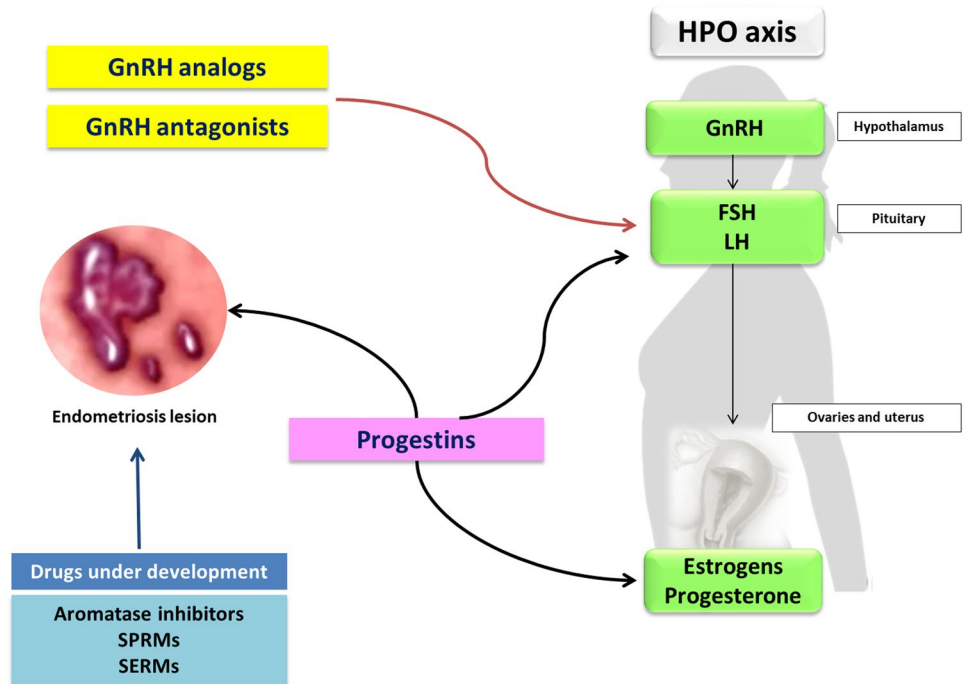 HPO axis
GnRH analogs
GnRH antagonists
GnRH
Hypothalamus
FSH
LH
Pituitary
Endometriosis lesion
Progestins
Ovaries and uterus
Drugs under development
Aromatase inhibitors
SPRMs
SERMs
Estrogens
Progesterone